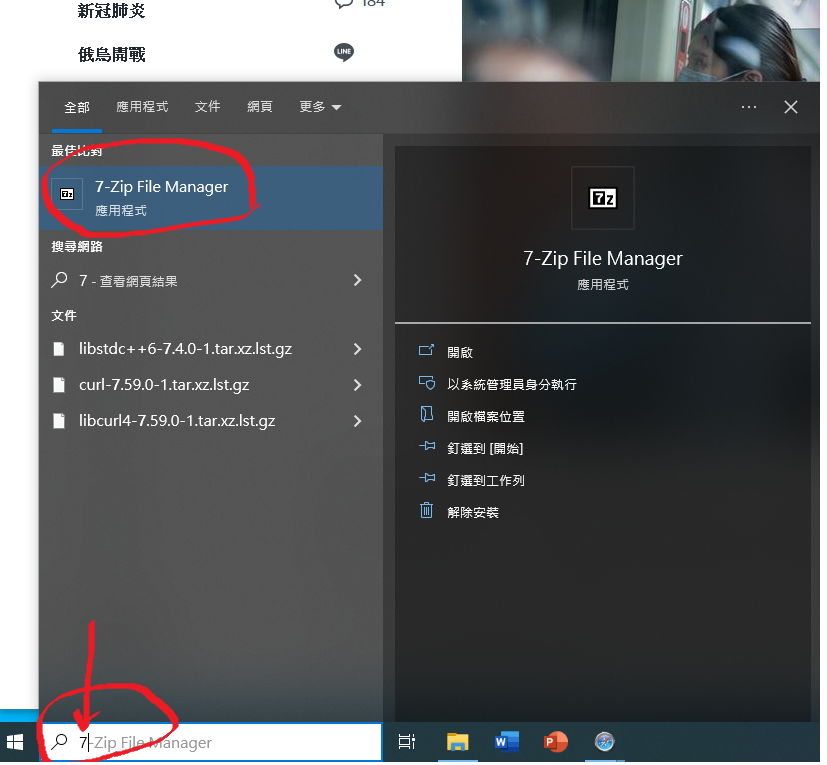 新冠肺炎
184
俄烏開戰
LINE
全部
應用程式
文件
網頁
更多
最佳比對
7-Zip File Manager
應用程式
搜尋網路
7 - 查看網頁結果
文件
libstdc++6-7.4.0-1.tar.xz.lst.gz
curl-7.59.0-1.tar.xz.lst.gz
libcurl4-7.59.0-1.tar.xz.lst.gz
7z
7z
7-Zip File Manager
應用程式
開啟
以系統管理員身分執行
開啟檔案位置
釘選到 [開始]
釘選到工作列
解除安裝
7-Zip File Manager
W
P